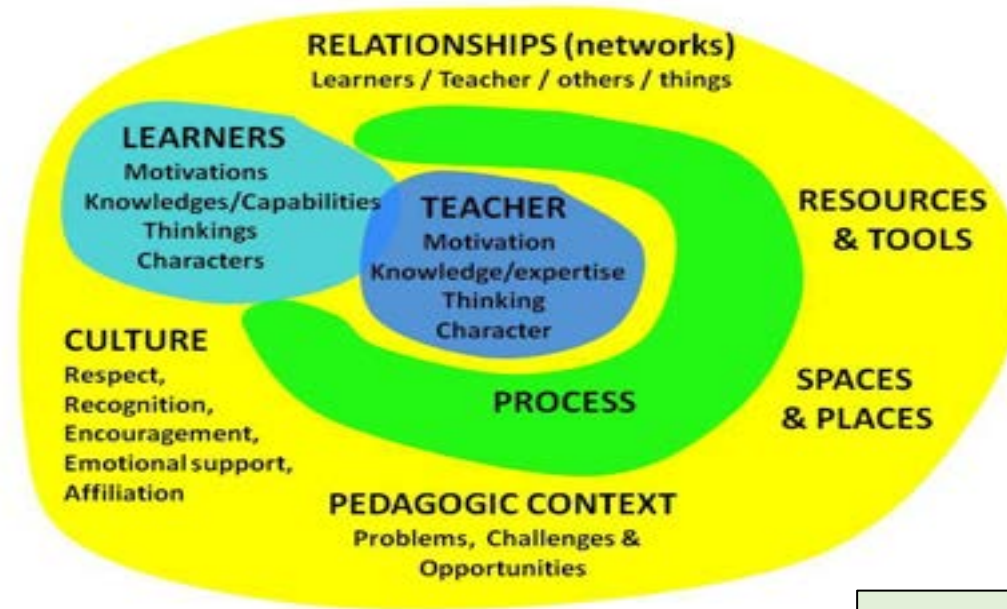 RELATIONSHIPS (networks)
Learners / Teacher / others / things
LEARNERS
Motivations
Knowledges/Capabilities
Thinkings
Characters
TEACHER
Motivation
Knowledge/expertise
Thinking
Character
RESOURCES
& TOOLS
CULTURE
Respect,
Recognition,
Encouragement,
Emotional support,
Affiliation
PROCESS
SPACES
& PLACES
PEDAGOGIC CONTEXT
Problems, Challenges &
Opportunities